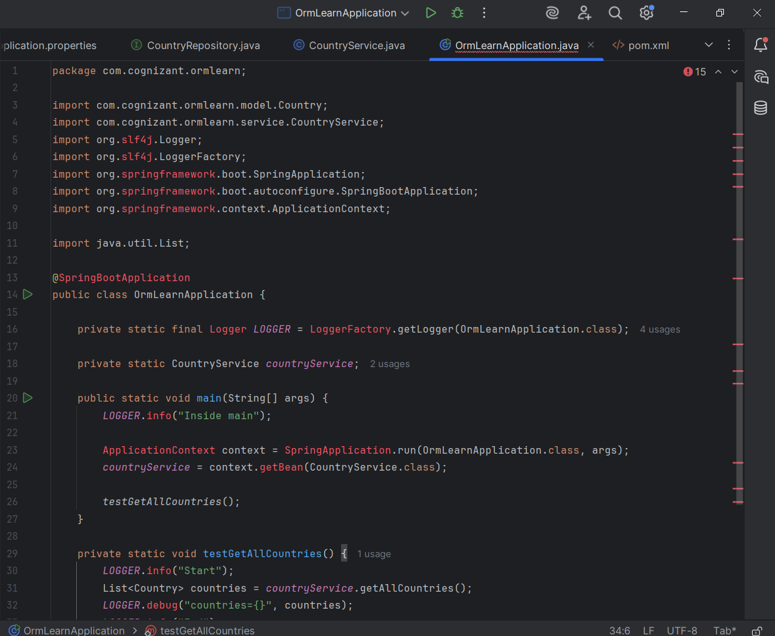 OrmLearnApplication
plication.properties CountryRepository.java CountryService.java OrmLearnApplication.java pom.xml
15
1 package com.cognizant.ormlearn;
2
3 import com.cognizant.ormlearn.model.Country;
4 import com.cognizant.ormlearn.service.CountryService;
5 import org.slf4j.Logger;
6 import org.slf4j.LoggerFactory;
7 import org.springframework.boot.SpringApplication;
8 import org.springframework.boot.autoconfigure.SpringBootApplication;
9 import org.springframework.context.ApplicationContext;
10
11 import java.util.List;
12
13 @SpringBootApplication
14 public class OrmLearnApplication {
15
16 private static final Logger LOGGER = LoggerFactory.getLogger(OrmLearnApplication.class); 4 usages
17
18 private static CountryService countryService; 2 usages
19
20 public static void main(String[] args) {
21 LOGGER.info("Inside main");
22
23 ApplicationContext context = SpringApplication.run(OrmLearnApplication.class, args);
24 countryService = context.getBean(CountryService.class);
25
26 testGetAllCountries();
27 }
28
29 private static void testGetAllCountries() { 1 usage
30 LOGGER.info("Start");
31 List<Country> countries = countryService.getAllCountries();
32 LOGGER.debug("countries={}", countries);
OrmLearnApplication > testGetAllCountries 34:6 LF UTF-8 Tab*